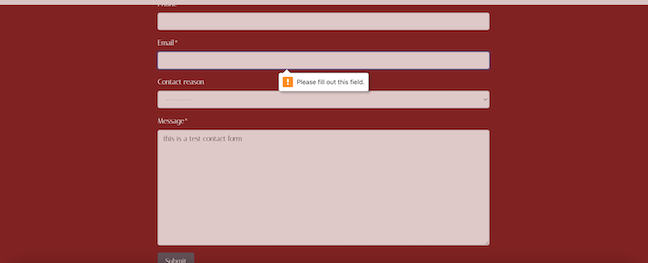 Phone
Email*
Please fill out this field.
Contact reason
Message*
this is a test contact form
Submit